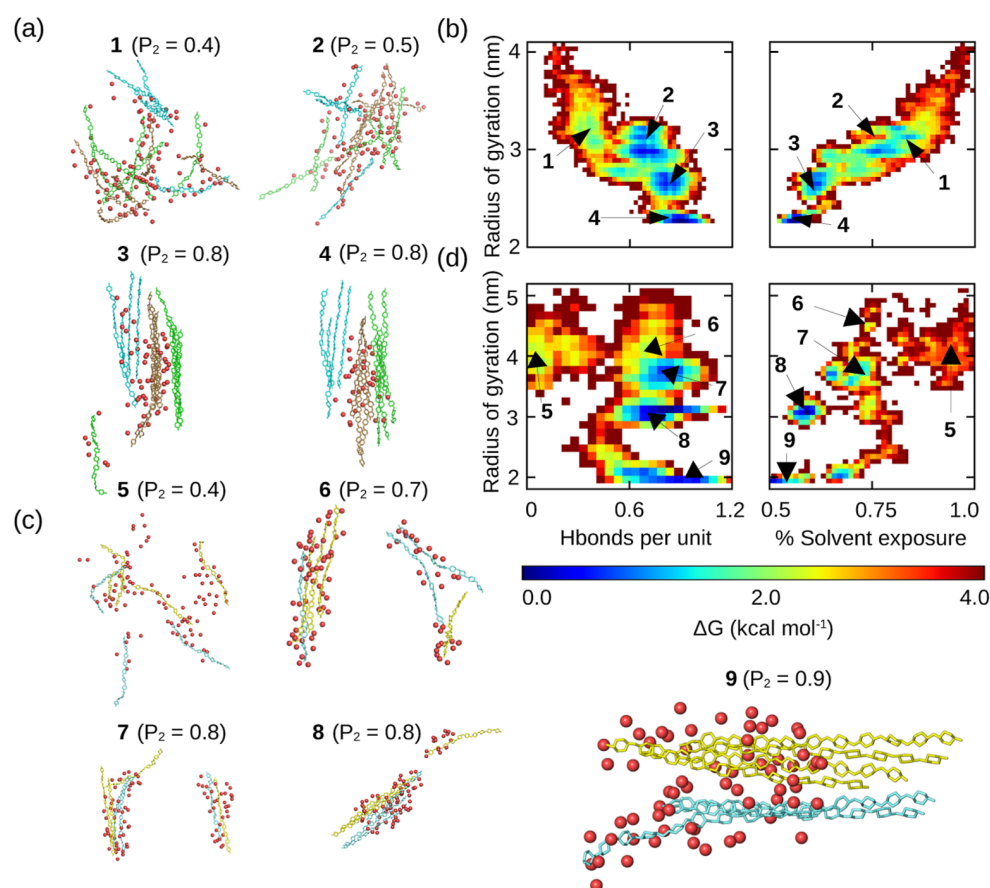 (a)
1 (P₂ = 0.4)
2 (P₂ = 0.5)
3 (P₂ = 0.8)
4 (P₂ = 0.8)
(b)
Radius of gyration (nm)
4
3
2
1
2
3
4
1
2
3
4
(c)
5 (P₂ = 0.4)
6 (P₂ = 0.7)
7 (P₂ = 0.8)
8 (P₂ = 0.8)
(d)
Radius of gyration (nm)
5
4
3
2
5
6
7
8
9
5
6
7
8
9
0 0.6 1.2
0.5 0.75 1.0
Hbonds per unit
% Solvent exposure
0.0 2.0 4.0
ΔG (kcal mol⁻¹)
9 (P₂ = 0.9)